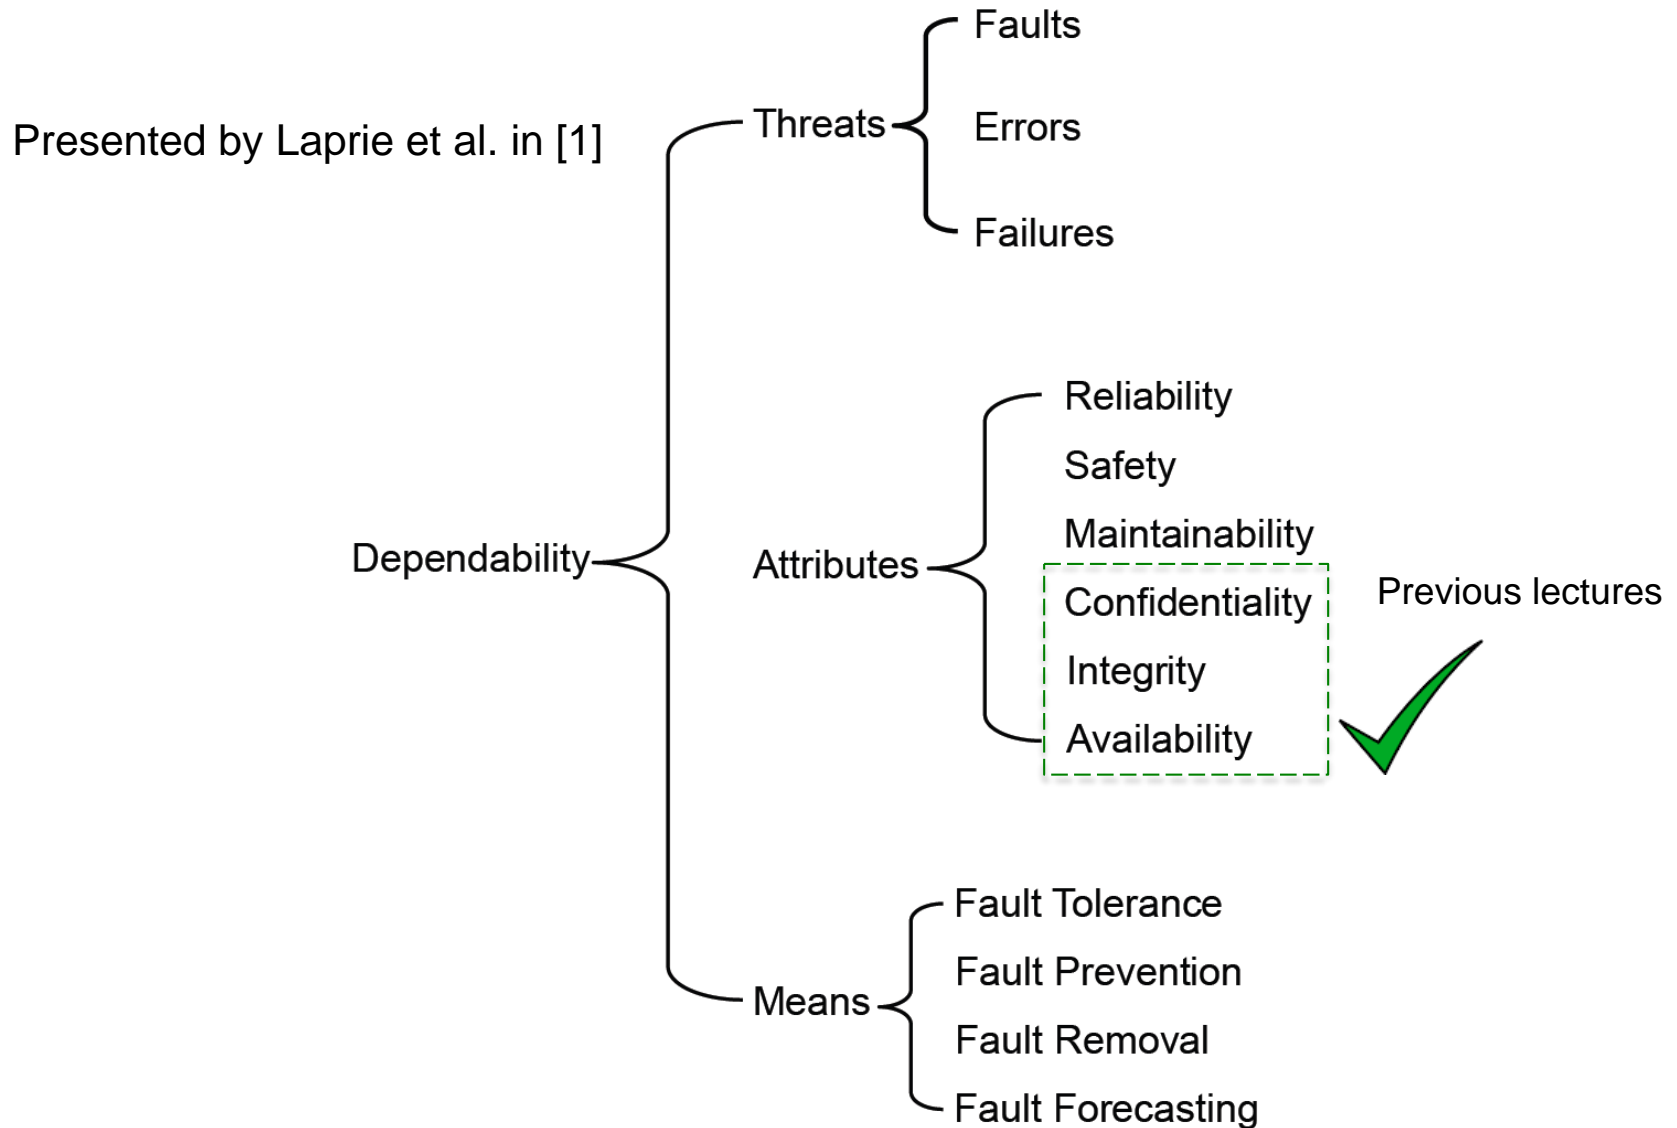 Presented by Laprie et al. in [1]
Dependability
Threats
Faults
Errors
Failures
Attributes
Reliability
Safety
Maintainability
Confidentiality
Integrity
Availability
Previous lectures
Means
Fault Tolerance
Fault Prevention
Fault Removal
Fault Forecasting